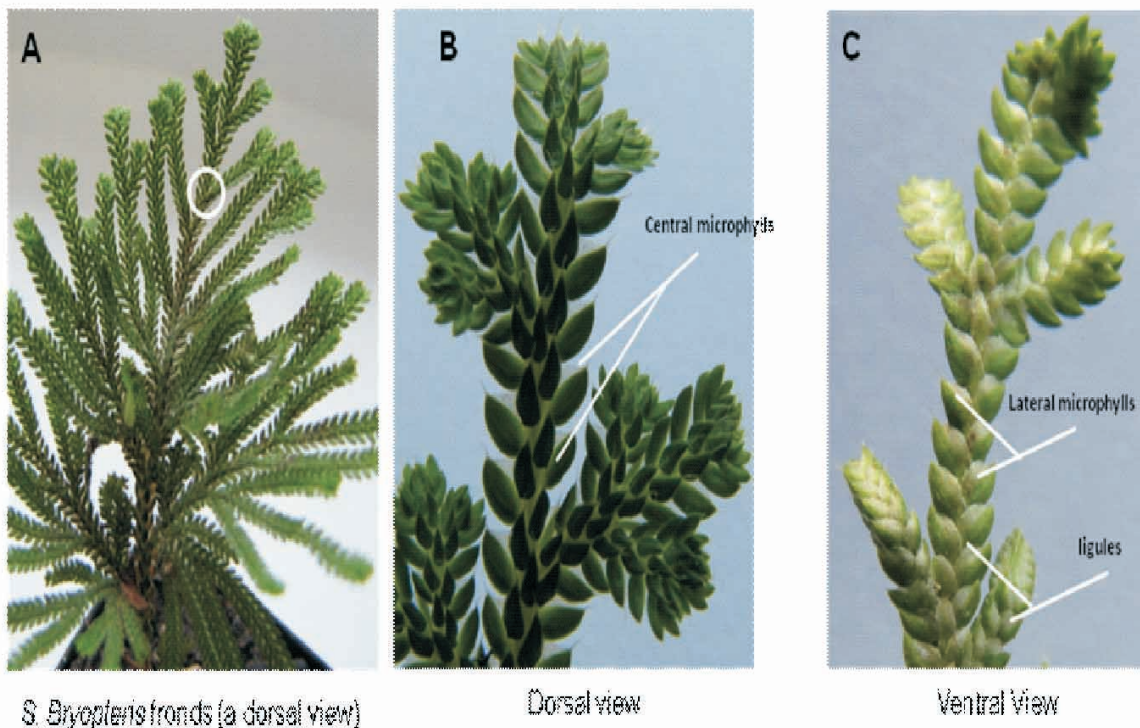 A
B
C
Central microphylls
Lateral microphylls
ligules
S. Bryopteris fronds (a dorsal view)
Dorsal view
Ventral View